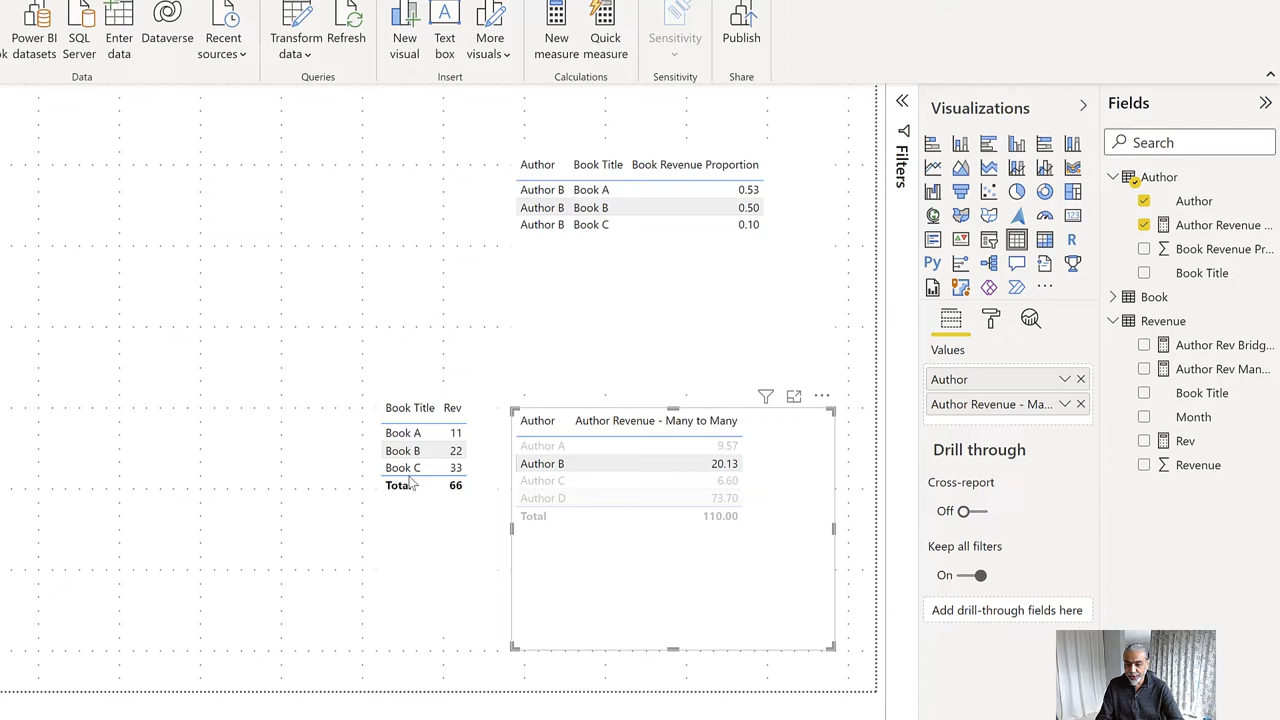 Power BI datasets
SQL Server
Enter data
Dataverse
Recent sources
Transform data
Refresh
New visual
Text box
More visuals
New measure
Quick measure
Sensitivity
Publish
Data
Queries
Insert
Calculations
Sensitivity
Share
Author Book Title Book Revenue Proportion
Author B Book A 0.53
Author B Book B 0.50
Author B Book C 0.10
Book Title Rev
Book A 11
Book B 22
Book C 33
Total 66
Author Author Revenue - Many to Many
Author A 9.57
Author B 20.13
Author C 6.60
Author D 73.70
Total 110.00
Filters
Visualizations
R
Py
Values
Author
Author Revenue - Ma...
Drill through
Cross-report
Off
Keep all filters
On
Add drill-through fields here
Fields
Search
Author
Author
Author Revenue ...
Book Revenue Pr...
Book Title
Book
Revenue
Author Rev Bridg...
Author Rev Man...
Book Title
Month
Rev
Revenue